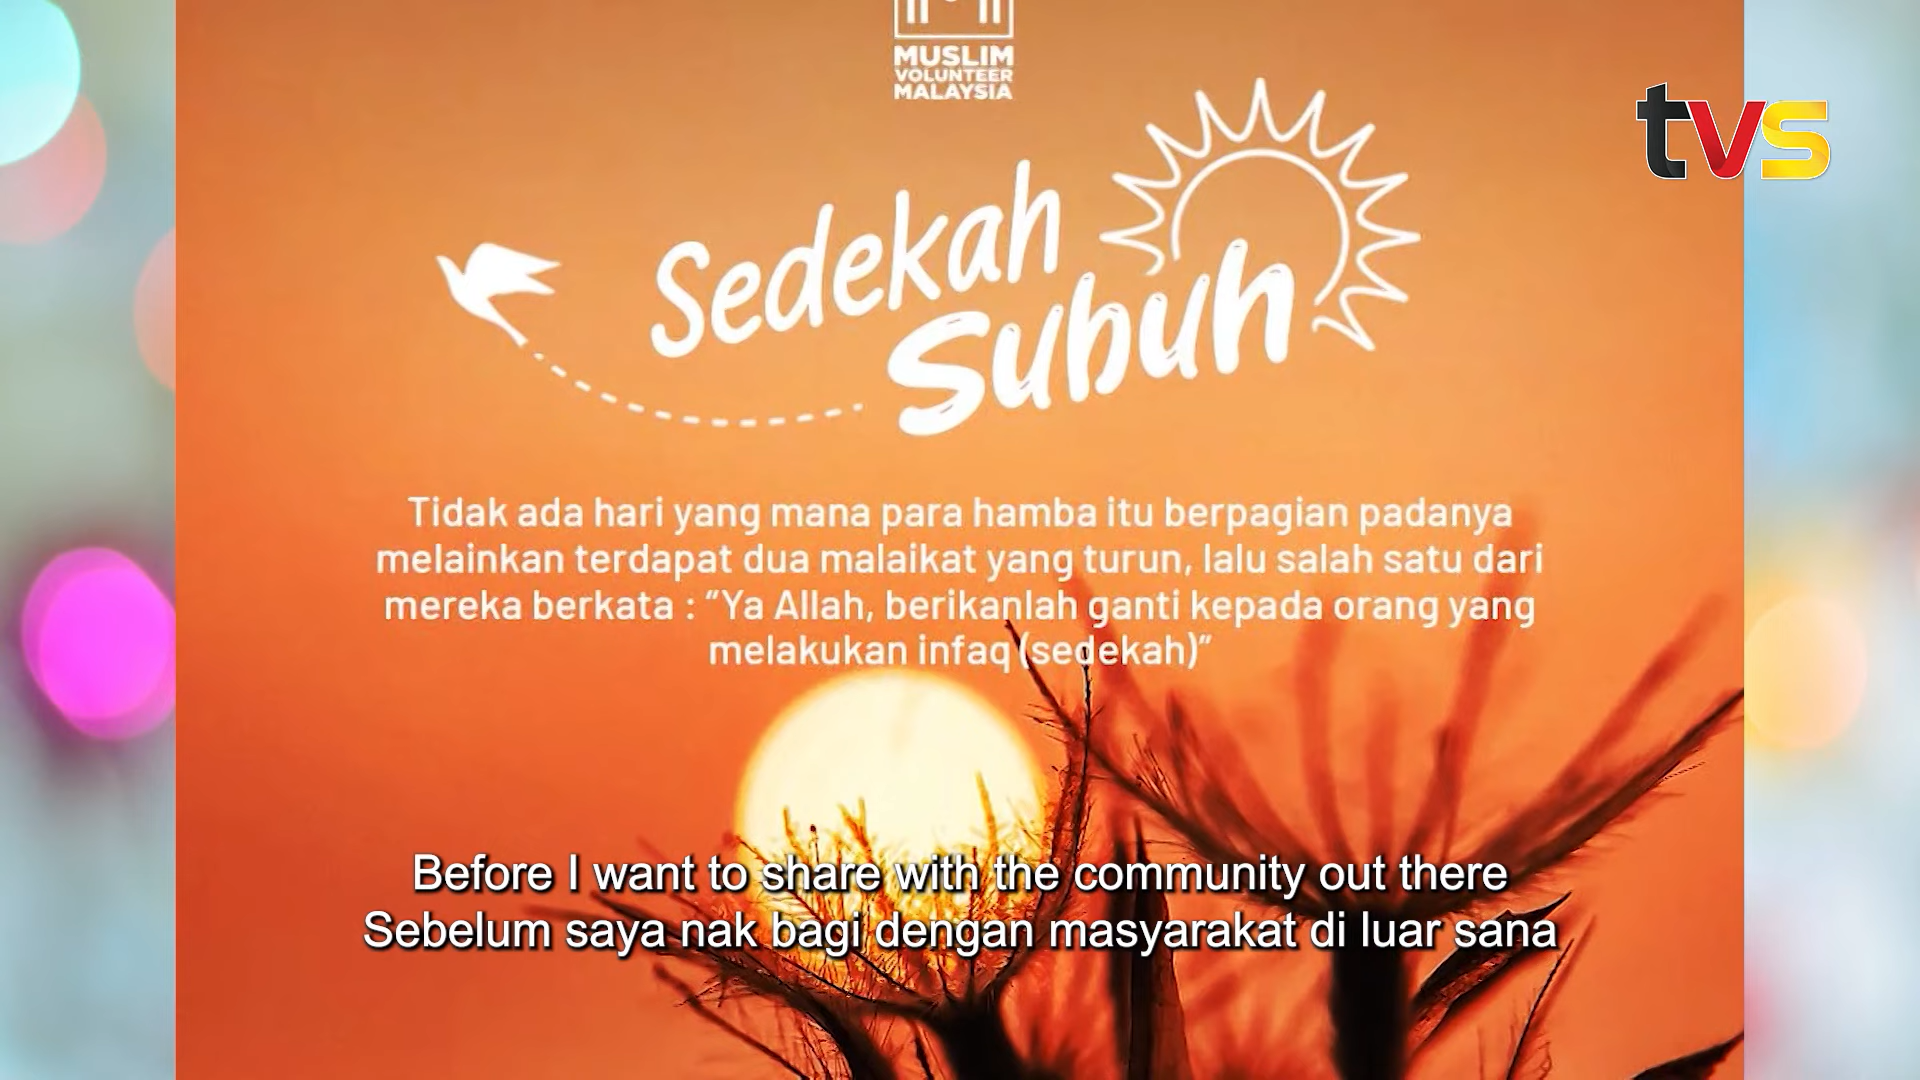 MUSLIM
VOLUNTEER
MALAYSIA
tvs
Sedekah
Subuh
Tidak ada hari yang mana para hamba itu berpagian padanya
melainkan terdapat dua malaikat yang turun, lalu salah satu dari
mereka berkata : “Ya Allah, berikanlah ganti kepada orang yang
melakukan infaq (sedekah)”
Before I want to share with the community out there
Sebelum saya nak bagi dengan masyarakat di luar sana